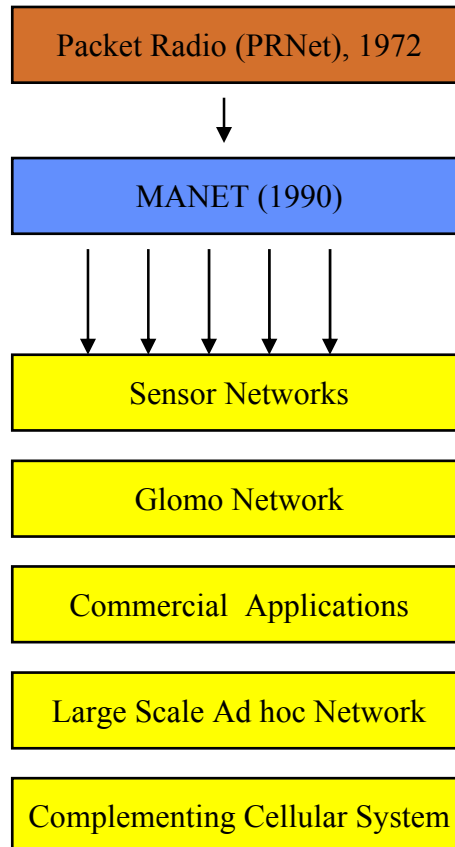 Packet Radio (PRNet), 1972
MANET (1990)
Sensor Networks
Glomo Network
Commercial  Applications
Large Scale Ad hoc Network
Complementing Cellular System